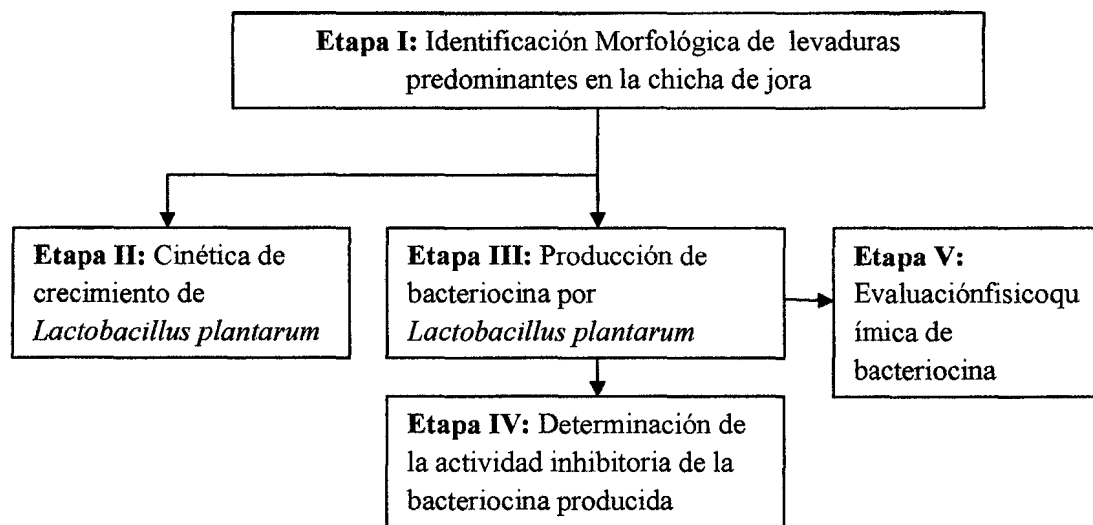 Etapa I: Identificación Morfológica de levaduras
predominantes en la chicha de jora
Etapa II: Cinética de
crecimiento de
Lactobacillus plantarum
Etapa III: Producción de
bacteriocina por
Lactobacillus plantarum
Etapa V:
Evaluaciónfisicoqu
ímica de
bacteriocina
Etapa IV: Determinación de
la actividad inhibitoria de la
bacteriocina producida